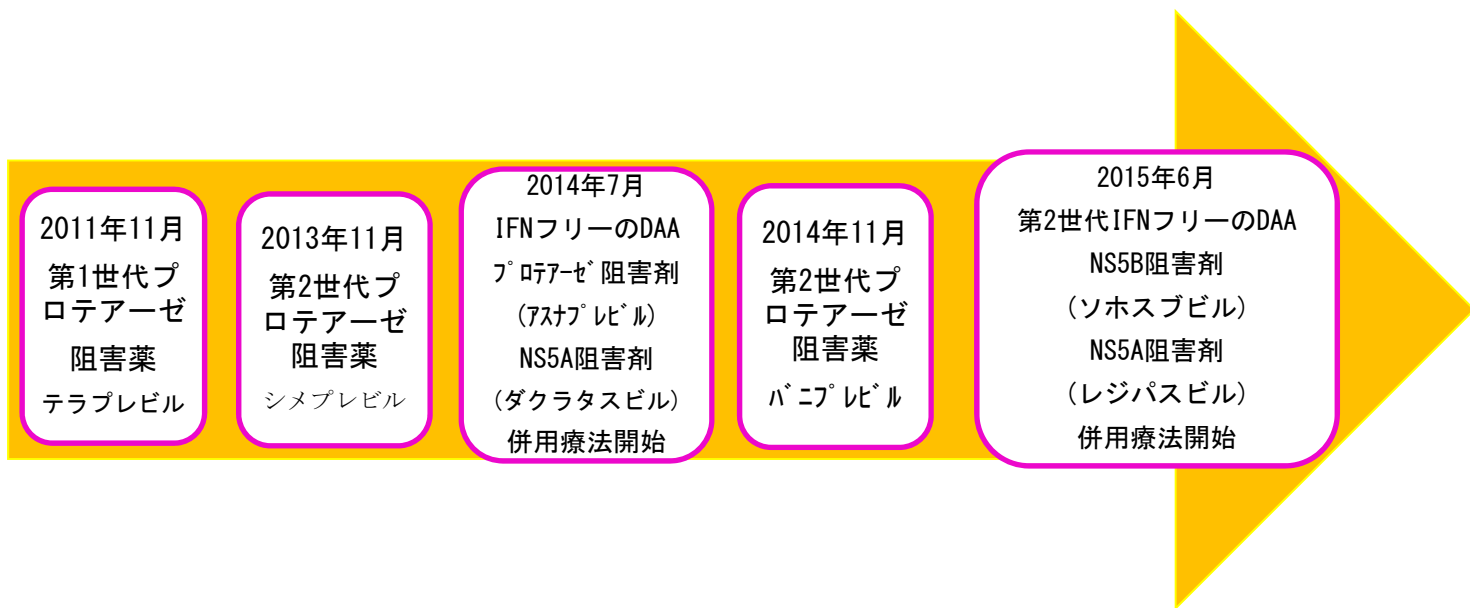 2011年11月
第1世代プ
ロテアーゼ
阻害薬
テラプレビル
2013年11月
第2世代プ
ロテアーゼ
阻害薬
シメプレビル
2014年7月
IFNフリーのDAA
ﾌﾟﾛﾃｱｰｾﾞ阻害剤
(ｱｽﾅﾌﾟﾚﾋﾞﾙ)
NS5A阻害剤
(ダクラタスビル)
併用療法開始
2014年11月
第2世代プ
ロテアーゼ
阻害薬
ﾊﾞﾆﾌﾟﾚﾋﾞﾙ
2015年6月
第2世代IFNフリーのDAA
NS5B阻害剤
(ソホスブビル)
NS5A阻害剤
(レジパスビル)
併用療法開始